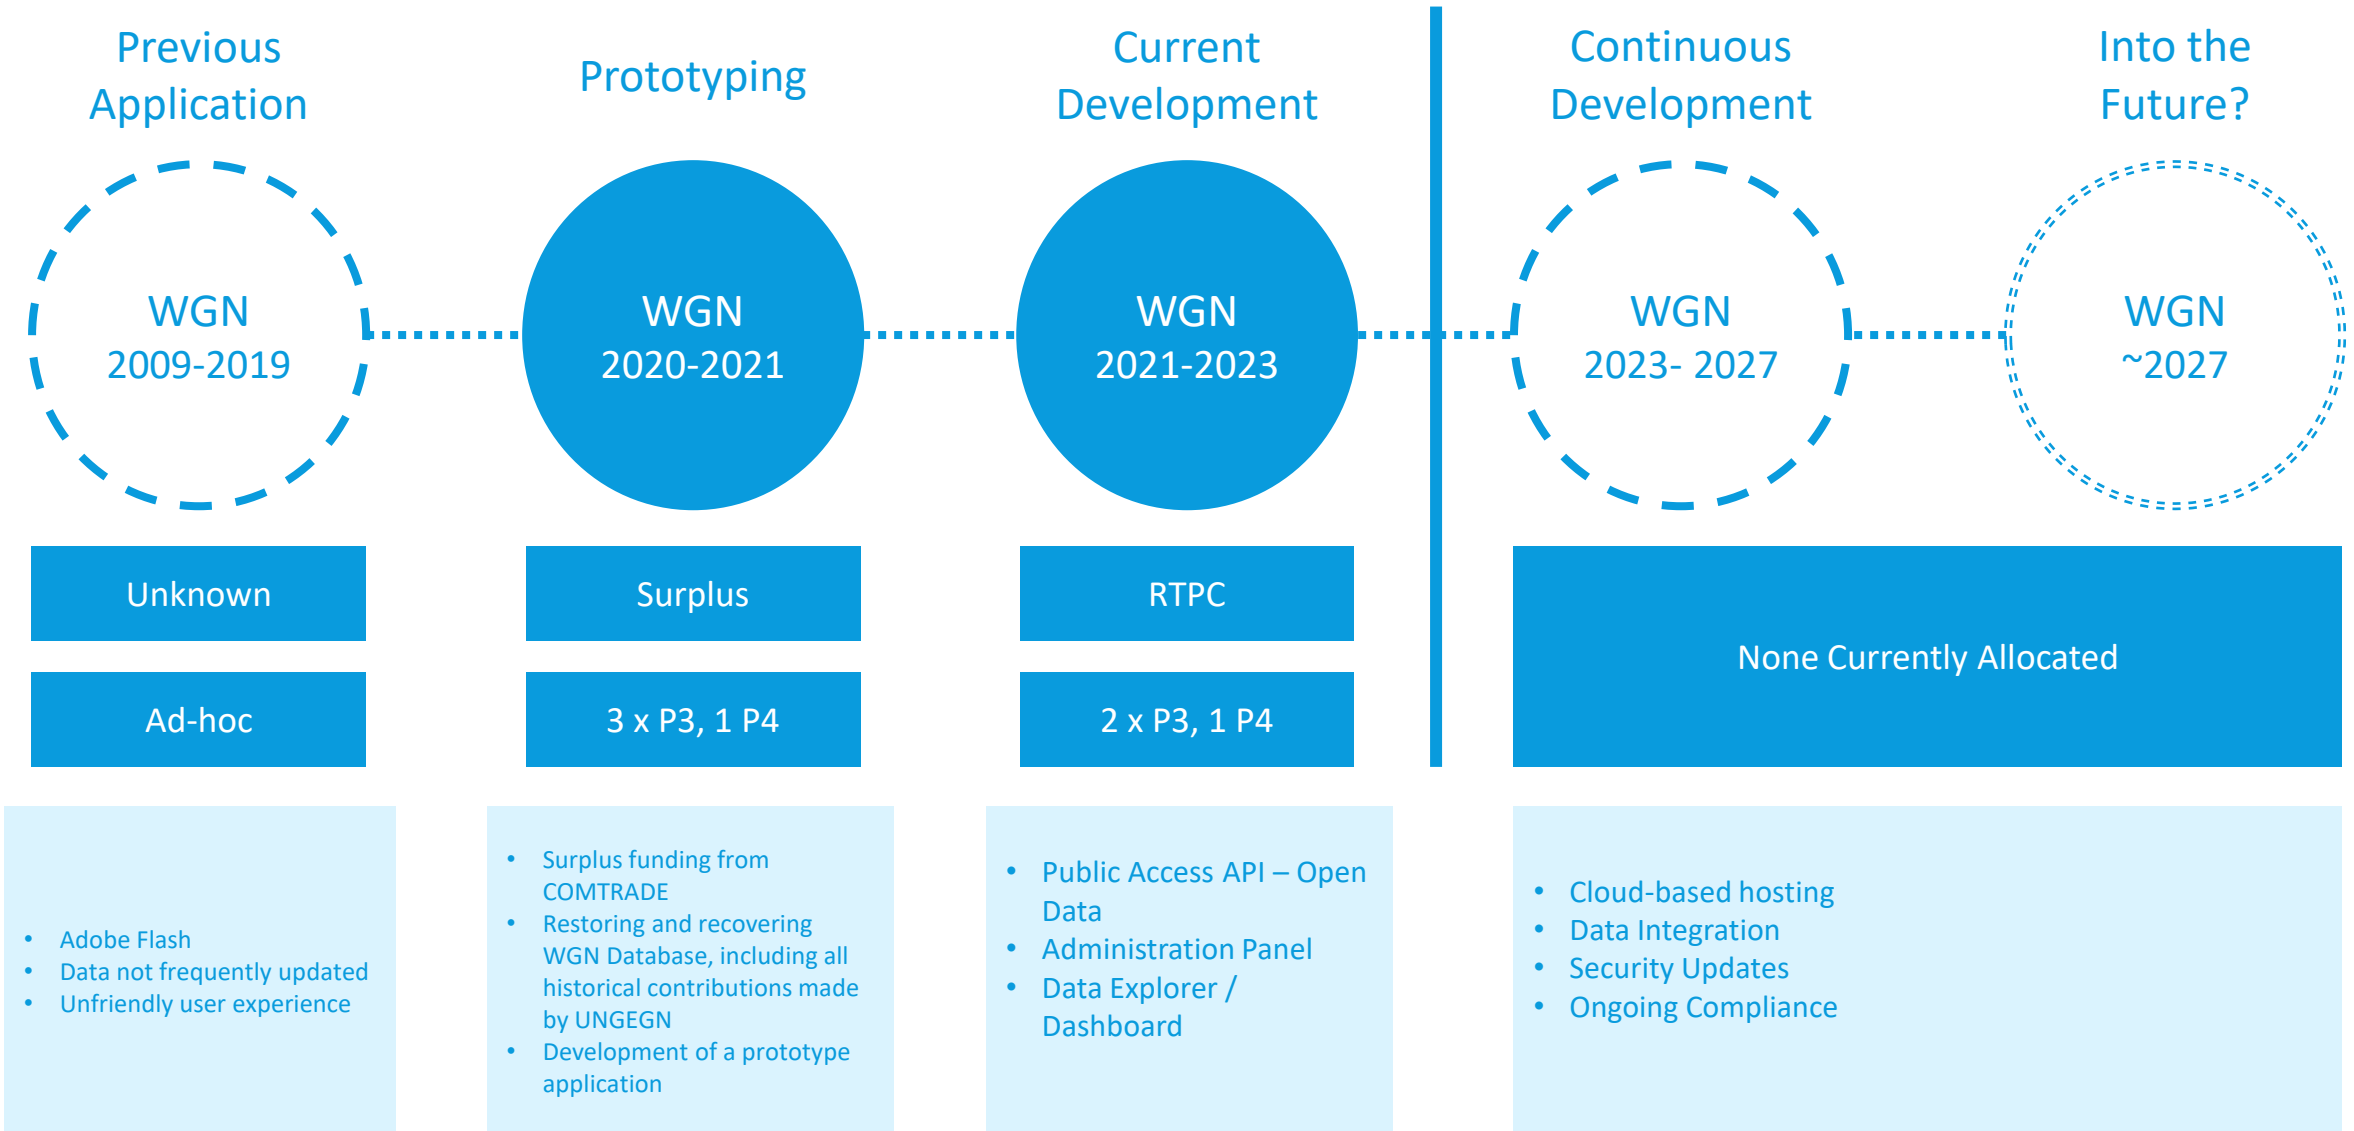 Previous
Application
Prototyping
Current
Development
Continuous
Development
Into the
Future?
WGN
2009-2019
WGN
2020-2021
WGN
2021-2023
WGN
2023- 2027
WGN
~2027
Unknown
Surplus
RTPC
None Currently Allocated
Ad-hoc
3 x P3, 1 P4
2 x P3, 1 P4
• Adobe Flash
• Data not frequently updated
• Unfriendly user experience
• Surplus funding from
COMTRADE
• Restoring and recovering
WGN Database, including all
historical contributions made
by UNGEGN
• Development of a prototype
application
• Public Access API – Open
Data
• Administration Panel
• Data Explorer /
Dashboard
• Cloud-based hosting
• Data Integration
• Security Updates
• Ongoing Compliance